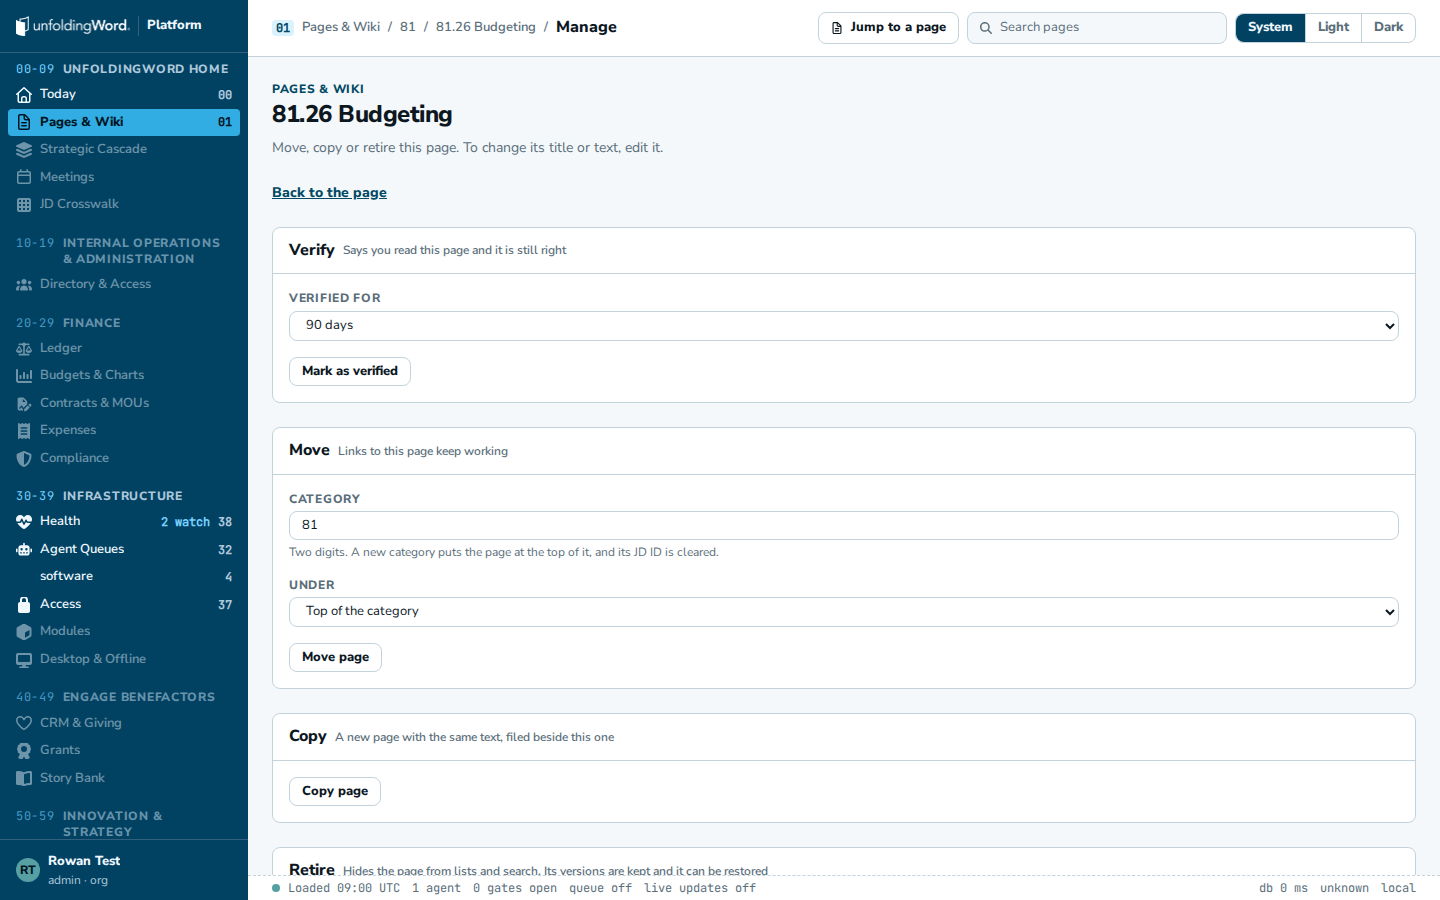 unfoldingWord. Platform
00-09 UNFOLDINGWORD HOME
Today 00
Pages & Wiki 01
Strategic Cascade
Meetings
JD Crosswalk
10-19 INTERNAL OPERATIONS
& ADMINISTRATION
Directory & Access
20-29 FINANCE
Ledger
Budgets & Charts
Contracts & MOUs
Expenses
Compliance
30-39 INFRASTRUCTURE
Health 2 watch 38
Agent Queues 32
software 4
Access 37
Modules
Desktop & Offline
40-49 ENGAGE BENEFACTORS
CRM & Giving
Grants
Story Bank
50-59 INNOVATION &
STRATEGY
RT Rowan Test
admin · org
01 Pages & Wiki / 81 / 81.26 Budgeting / Manage
Jump to a page
Search pages
System Light Dark
PAGES & WIKI
81.26 Budgeting
Move, copy or retire this page. To change its title or text, edit it.
Back to the page
Verify Says you read this page and it is still right
VERIFIED FOR
90 days
Mark as verified
Move Links to this page keep working
CATEGORY
81
Two digits. A new category puts the page at the top of it, and its JD ID is cleared.
UNDER
Top of the category
Move page
Copy A new page with the same text, filed beside this one
Copy page
Retire Hides the page from lists and search. Its versions are kept and it can be restored
Loaded 09:00 UTC 1 agent 0 gates open queue off live updates off
db 0 ms unknown local